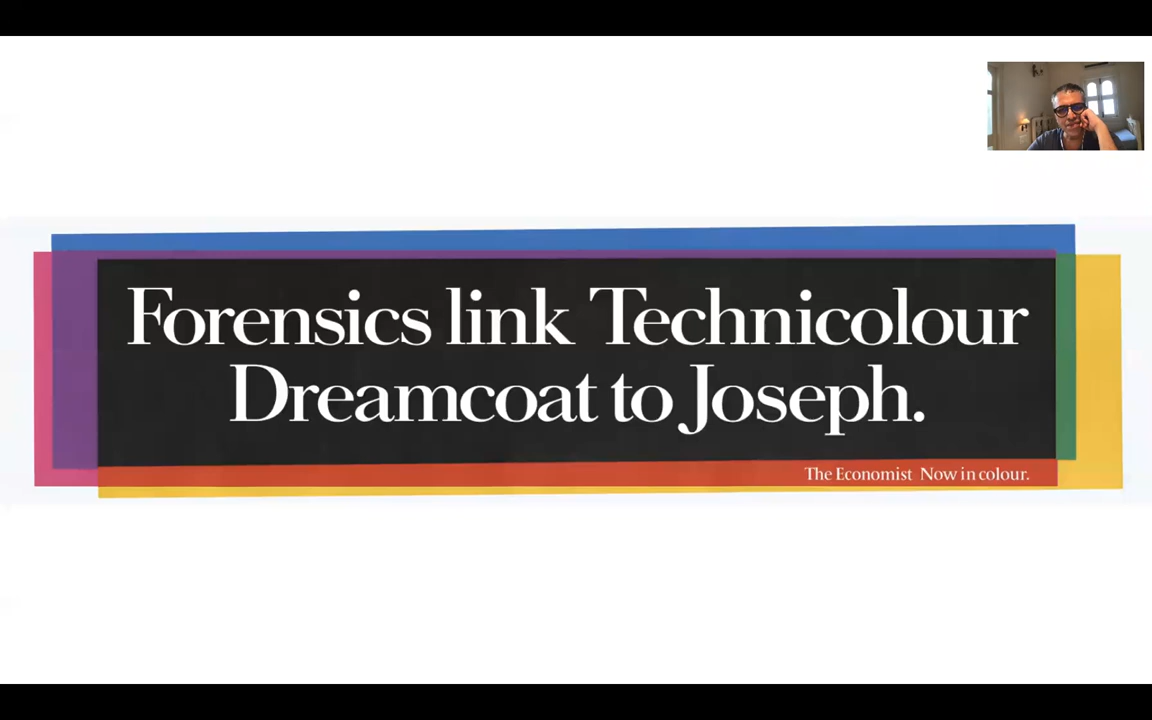 Forensics link Technicolour
Dreamcoat to Joseph.
The Economist Now in colour.